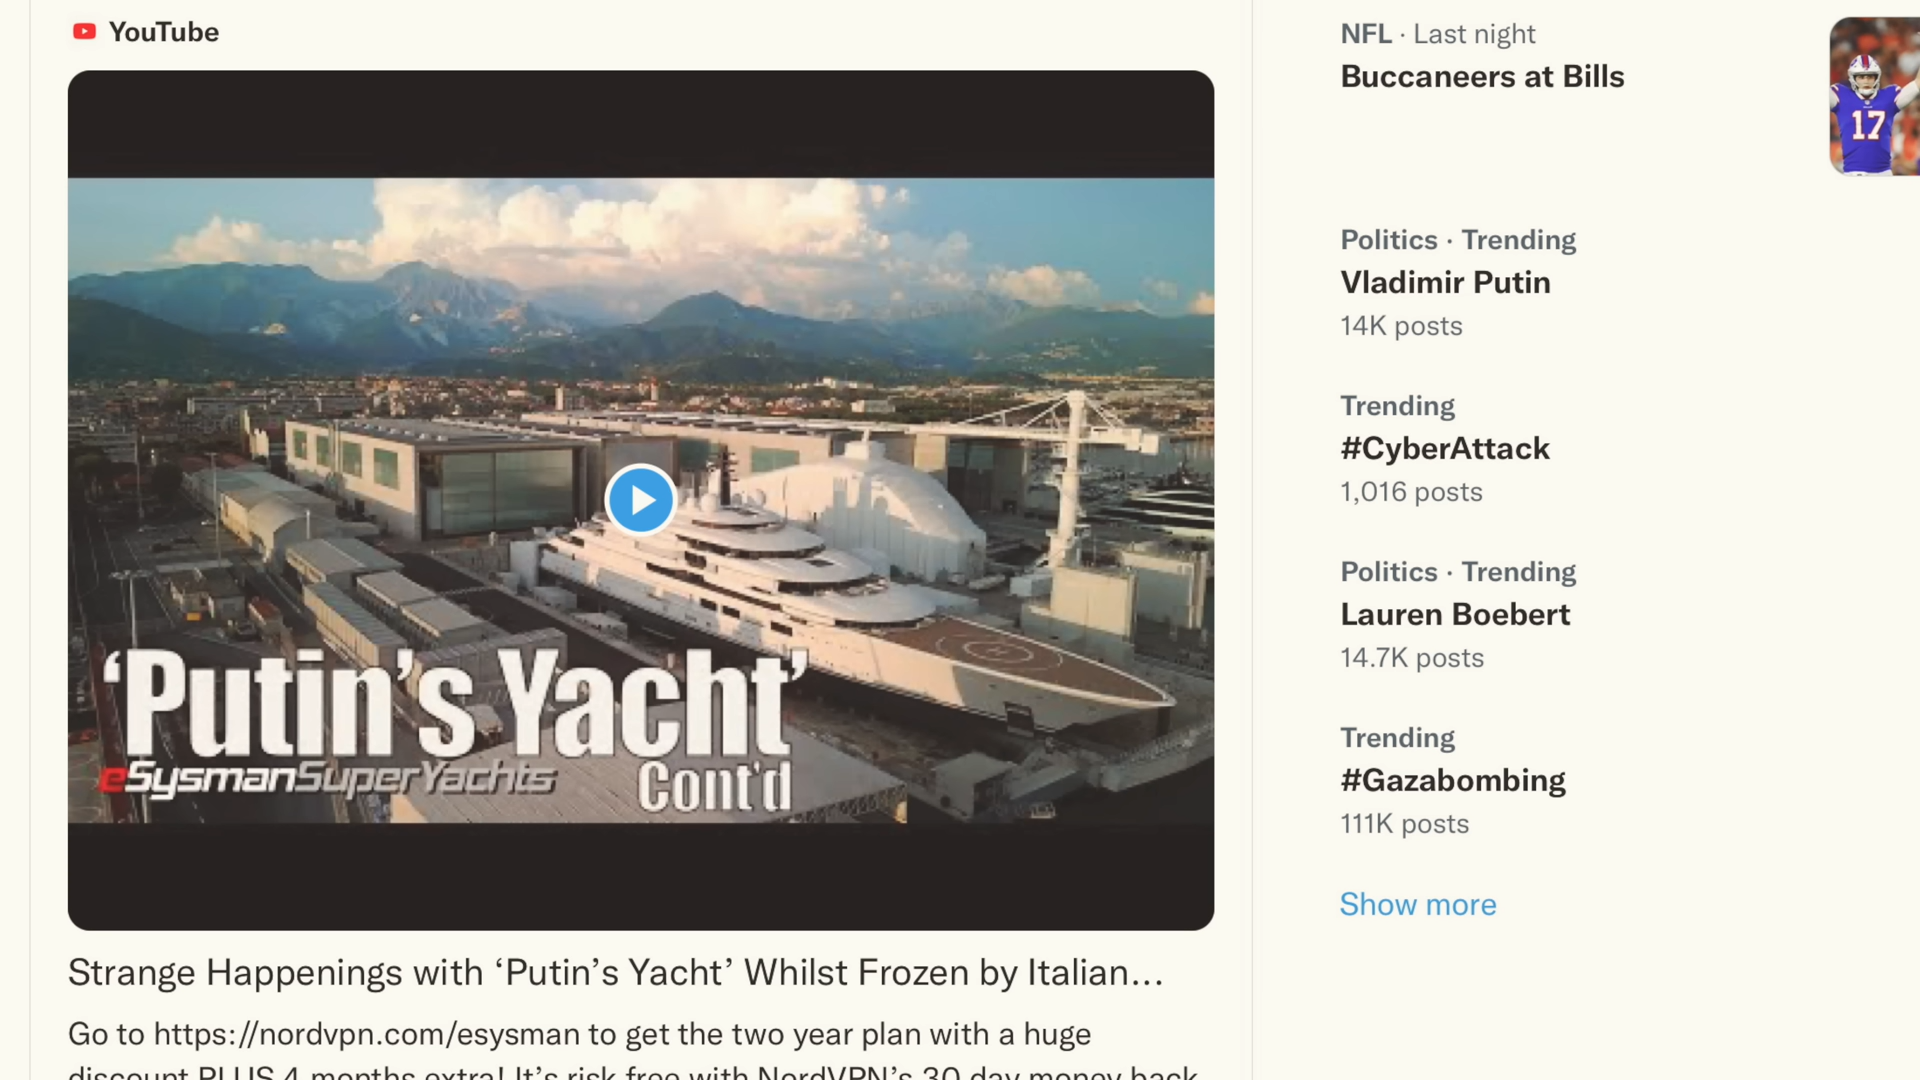 YouTube
'Putin's Yacht'
eSysmanSuperYachts
Cont'd
Strange Happenings with ‘Putin’s Yacht’ Whilst Frozen by Italian...
Go to https://nordvpn.com/esysman to get the two year plan with a huge
discount PLUS 4 months extra! It’s risk free with NordVPN’s 30 day money back
NFL · Last night
Buccaneers at Bills
17
Politics · Trending
Vladimir Putin
14K posts
Trending
#CyberAttack
1,016 posts
Politics · Trending
Lauren Boebert
14.7K posts
Trending
#Gazabombing
111K posts
Show more